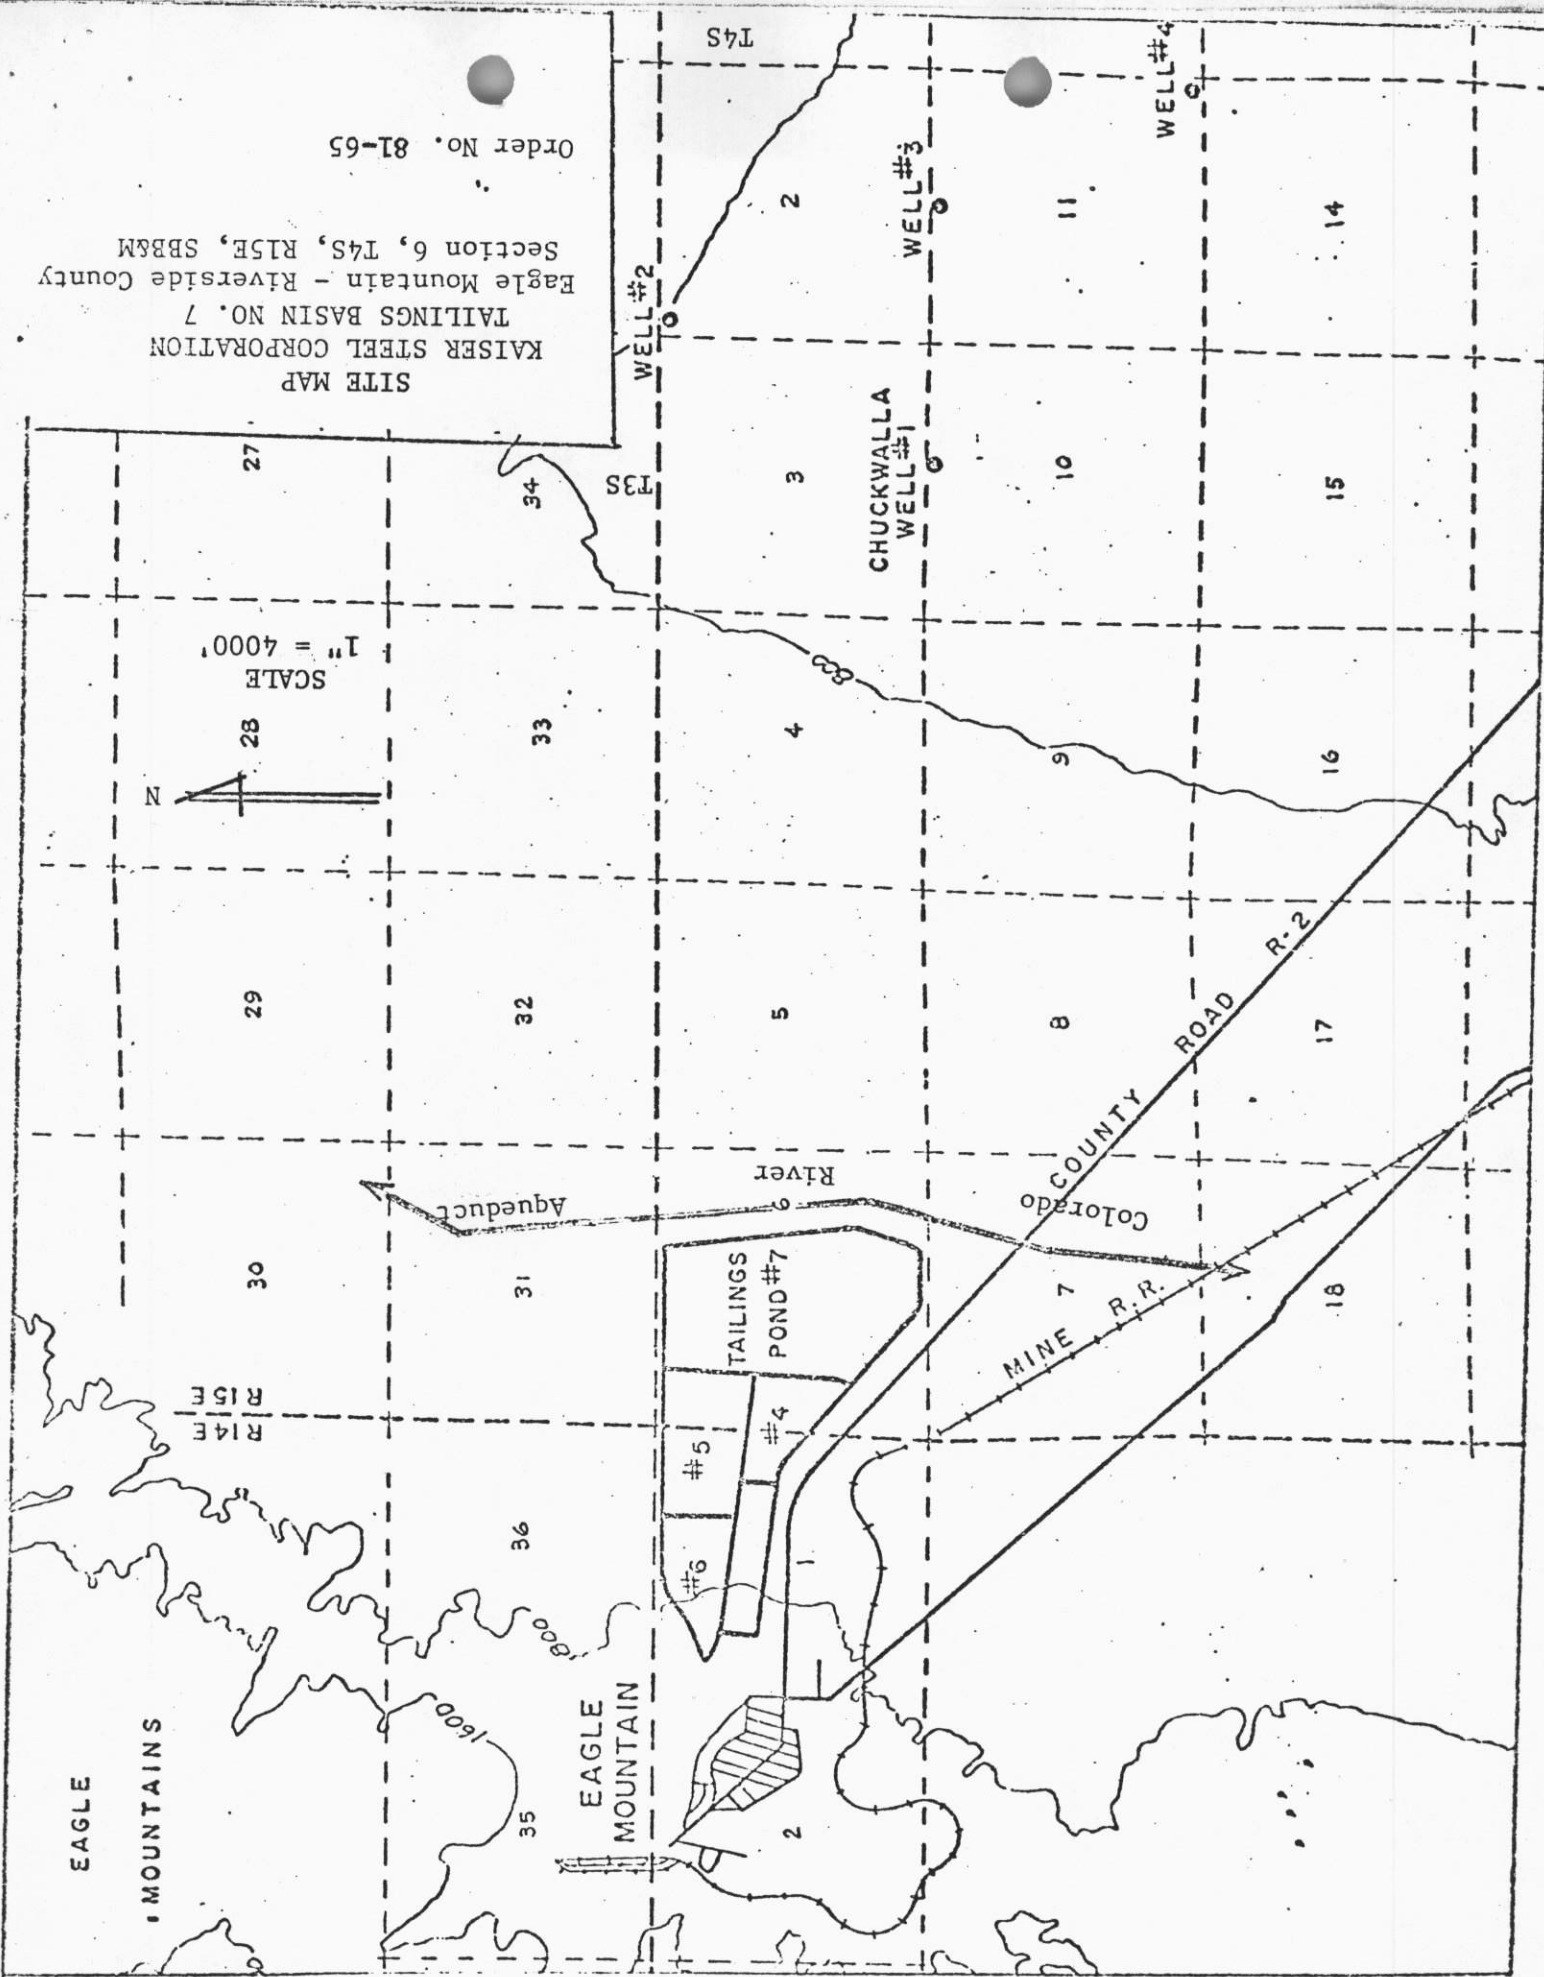 SITE MAP
KAISER STEEL CORPORATION
TAILINGS BASIN NO. 7
Eagle Mountain - Riverside County
Section 6, T4S, R15E, SBB&M
Order No. 81-65
SCALE
1" = 4000'
N
EAGLE
MOUNTAINS
R14E
R15E
30
29
28
27
1600
35
800
36
31
32
33
34
T3S
Aqueduct
EAGLE
MOUNTAIN
2
#6
#5
1
#4
TAILINGS
POND #7
6
River
5
4
800
3
2
T4S
WELL #2
CHUCKWALLA
WELL #1
WELL #3
WELL #4
Colorado
COUNTY ROAD R-2
MINE R.R.
7
8
9
10
11
18
17
16
15
14